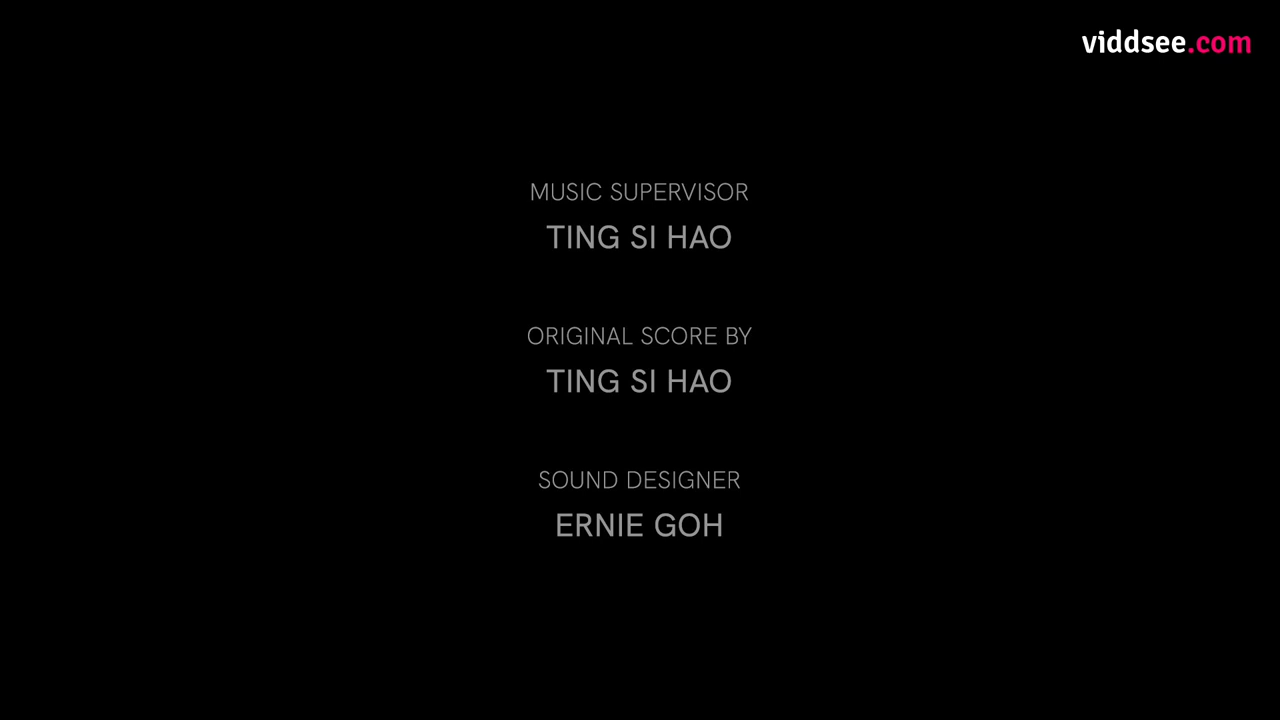 viddsee.com
MUSIC SUPERVISOR
TING SI HAO
ORIGINAL SCORE BY
TING SI HAO
SOUND DESIGNER
ERNIE GOH